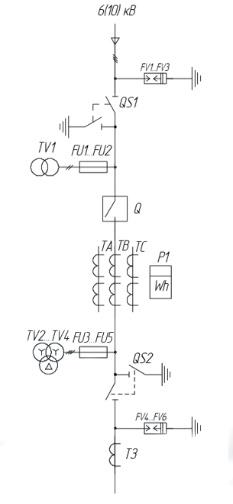 6(10) кВ
FV1...FV3
QS1
TV1
FU1...FU2
Q
TA TB TC
P1
Wh
TV2...TV4
FU3...FU5
QS2
FV4...FV6
T3